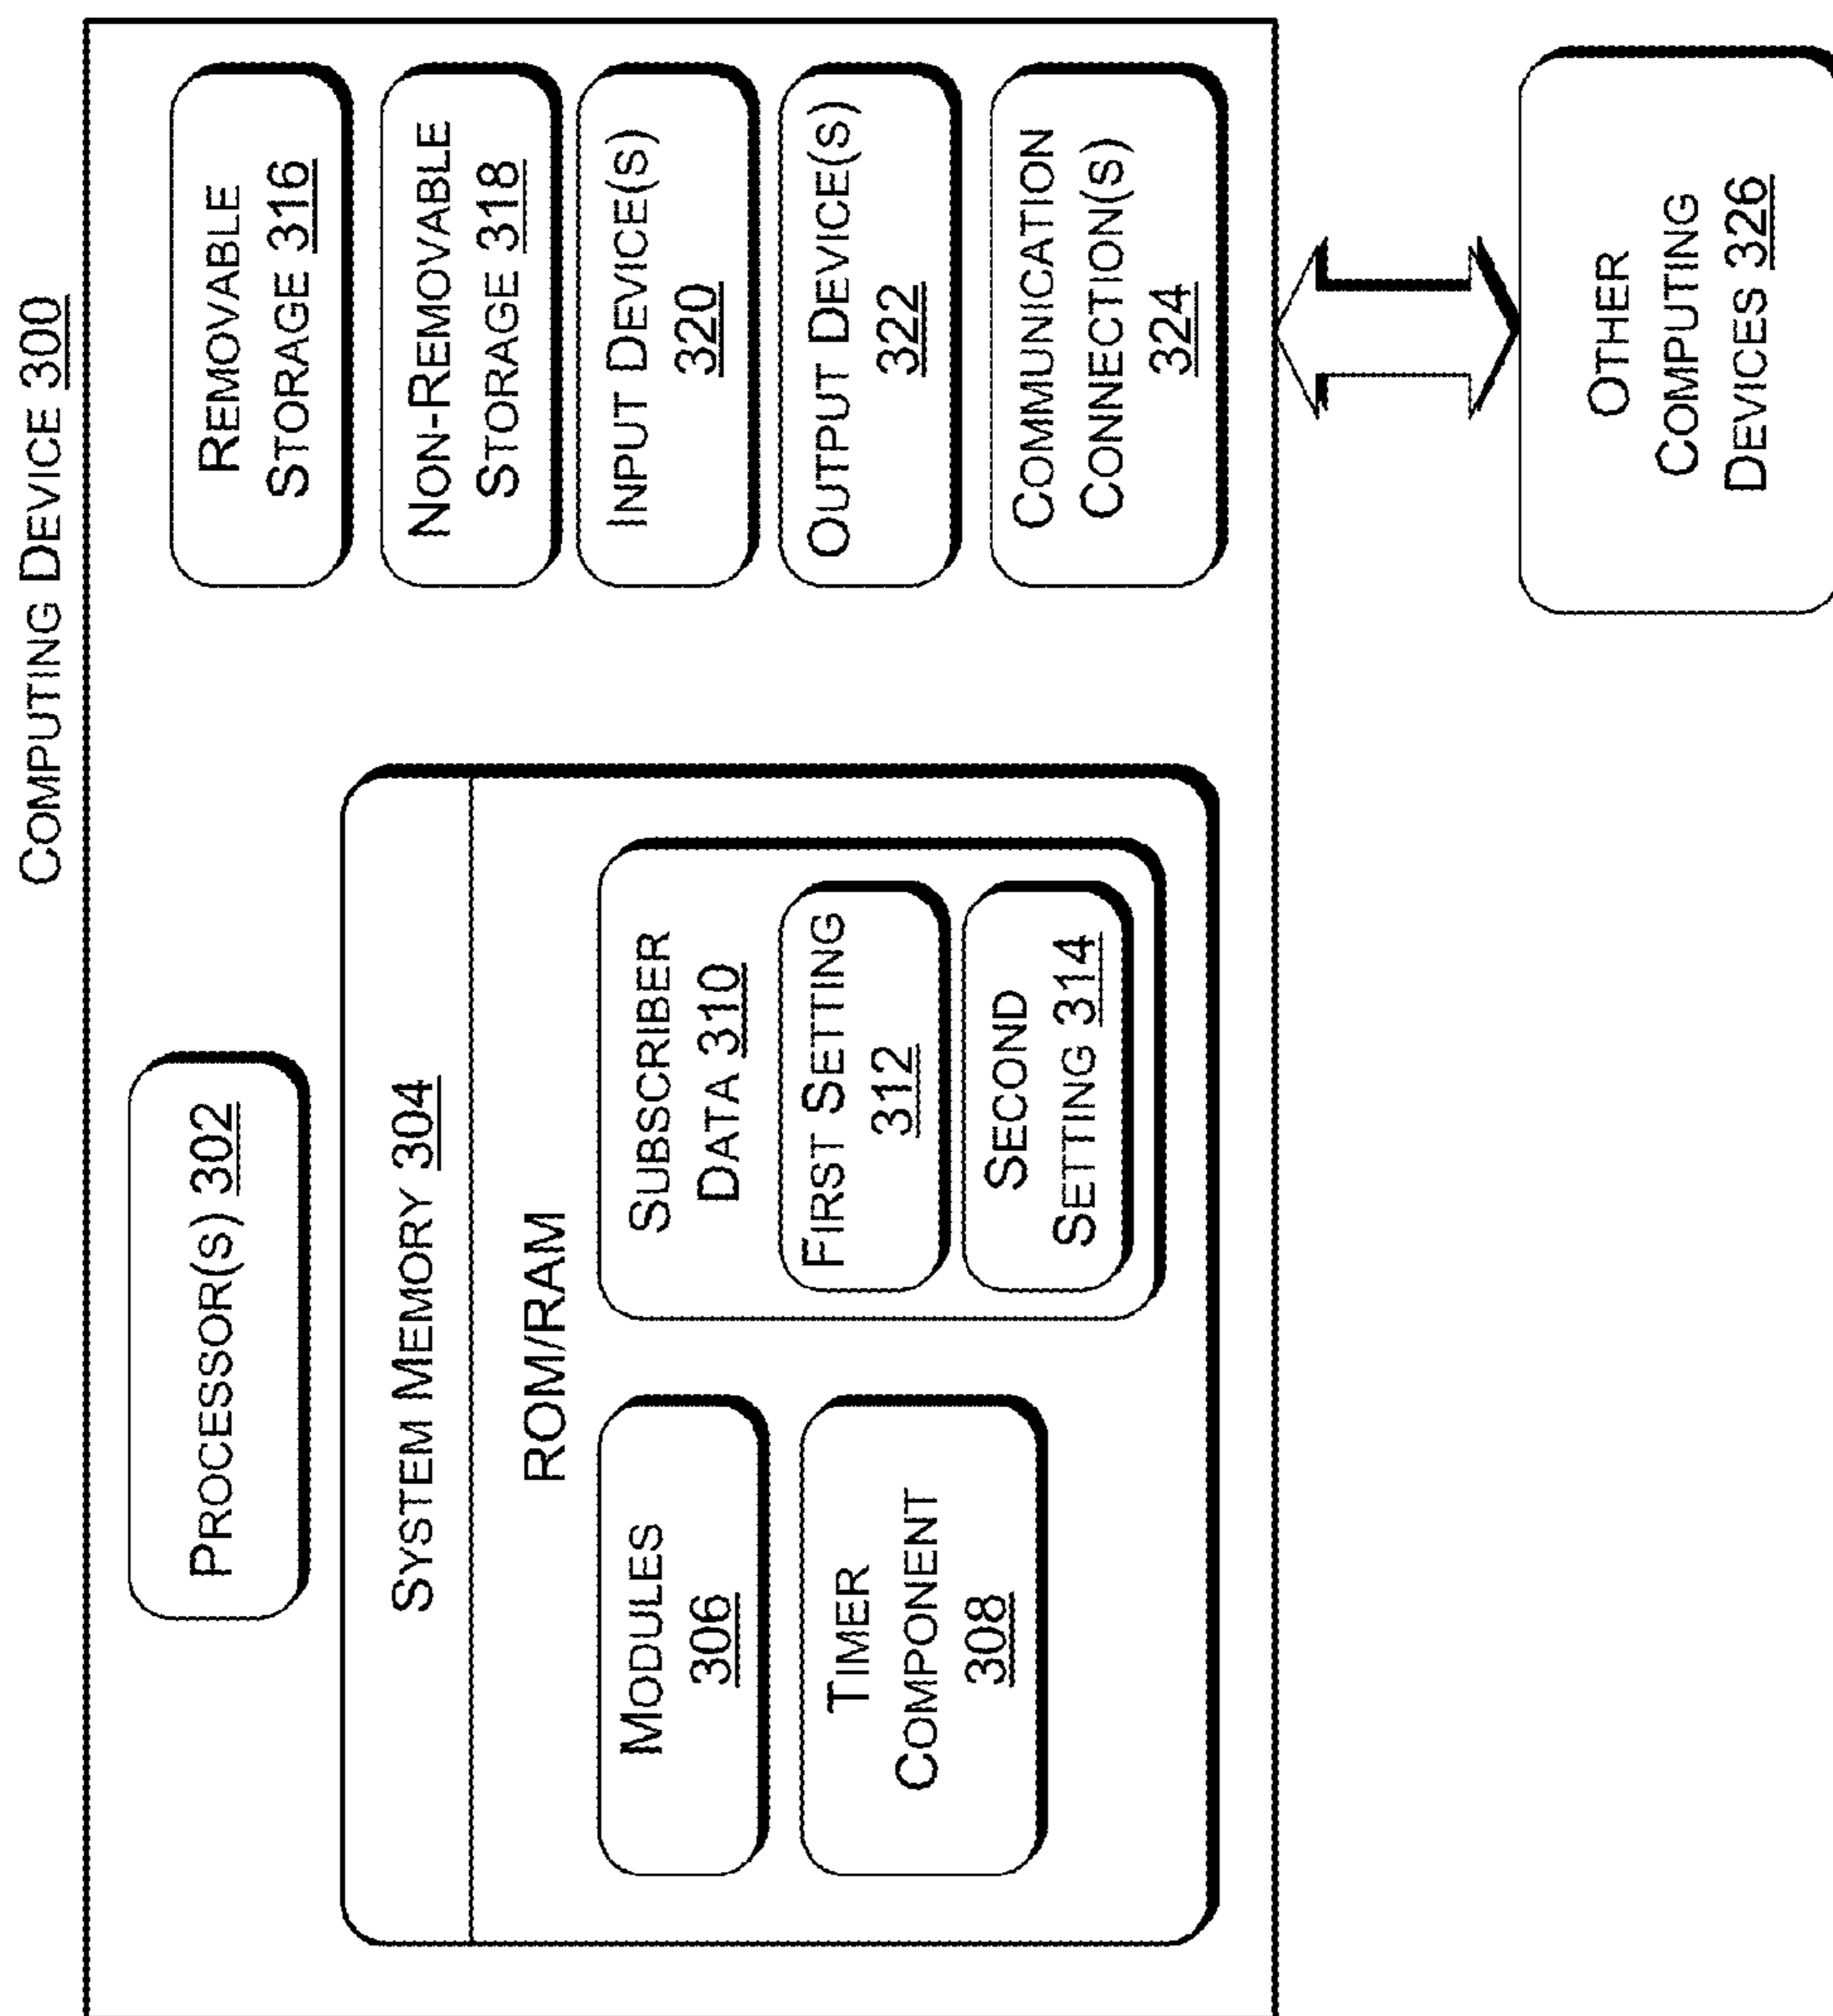 COMPUTING DEVICE 300
PROCESSOR(S) 302
SYSTEM MEMORY 304
ROM/RAM
MODULES
306
TIMER
COMPONENT
308
SUBSCRIBER
DATA 310
FIRST SETTING
312
SECOND
SETTING 314
REMOVABLE
STORAGE 316
NON-REMOVABLE
STORAGE 318
INPUT DEVICE(S)
320
OUTPUT DEVICE(S)
322
COMMUNICATION
CONNECTION(S)
324
OTHER
COMPUTING
DEVICES 326